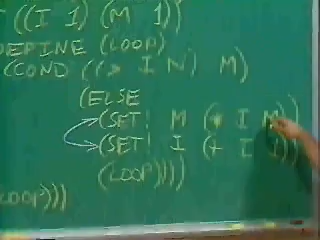 ((I 1) (M 1))
DEFINE (LOOP)
(COND ((> I N) M)
(ELSE
(SET! M (* I M))
(SET! I (+ I 1))
(LOOP))))
LOOP)))